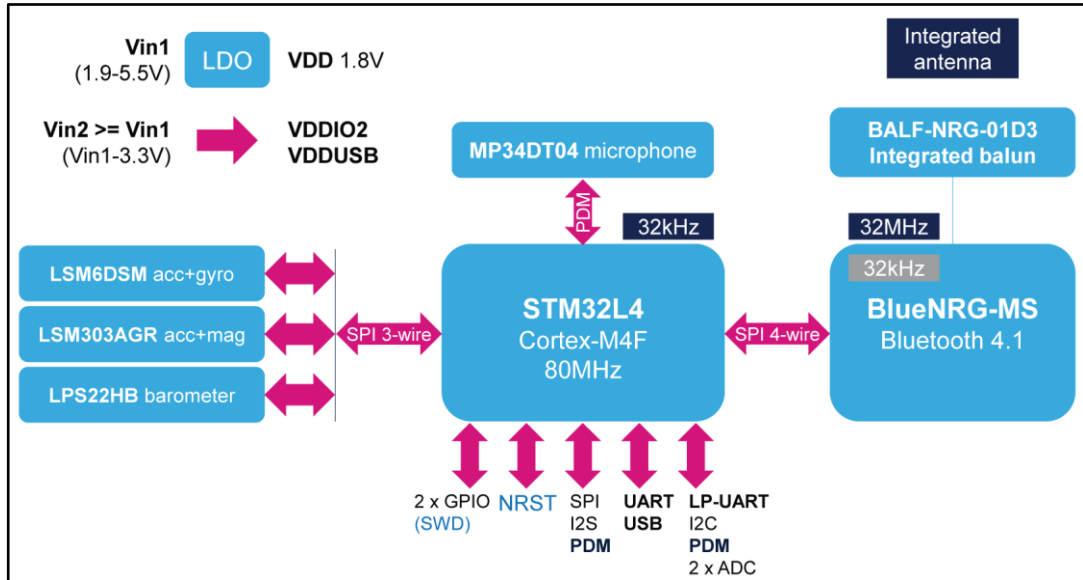 Vin1
(1.9-5.5V)
LDO
VDD 1.8V
Integrated
antenna
Vin2 >= Vin1
(Vin1-3.3V)
VDDIO2
VDDUSB
MP34DT04 microphone
BALF-NRG-01D3
Integrated balun
PDM
32kHz
32MHz
32kHz
LSM6DSM acc+gyro
LSM303AGR acc+mag
LPS22HB barometer
SPI 3-wire
STM32L4
Cortex-M4F
80MHz
SPI 4-wire
BlueNRG-MS
Bluetooth 4.1
2 x GPIO
(SWD)
NRST
SPI
I2S
PDM
UART
USB
LP-UART
I2C
PDM
2 x ADC